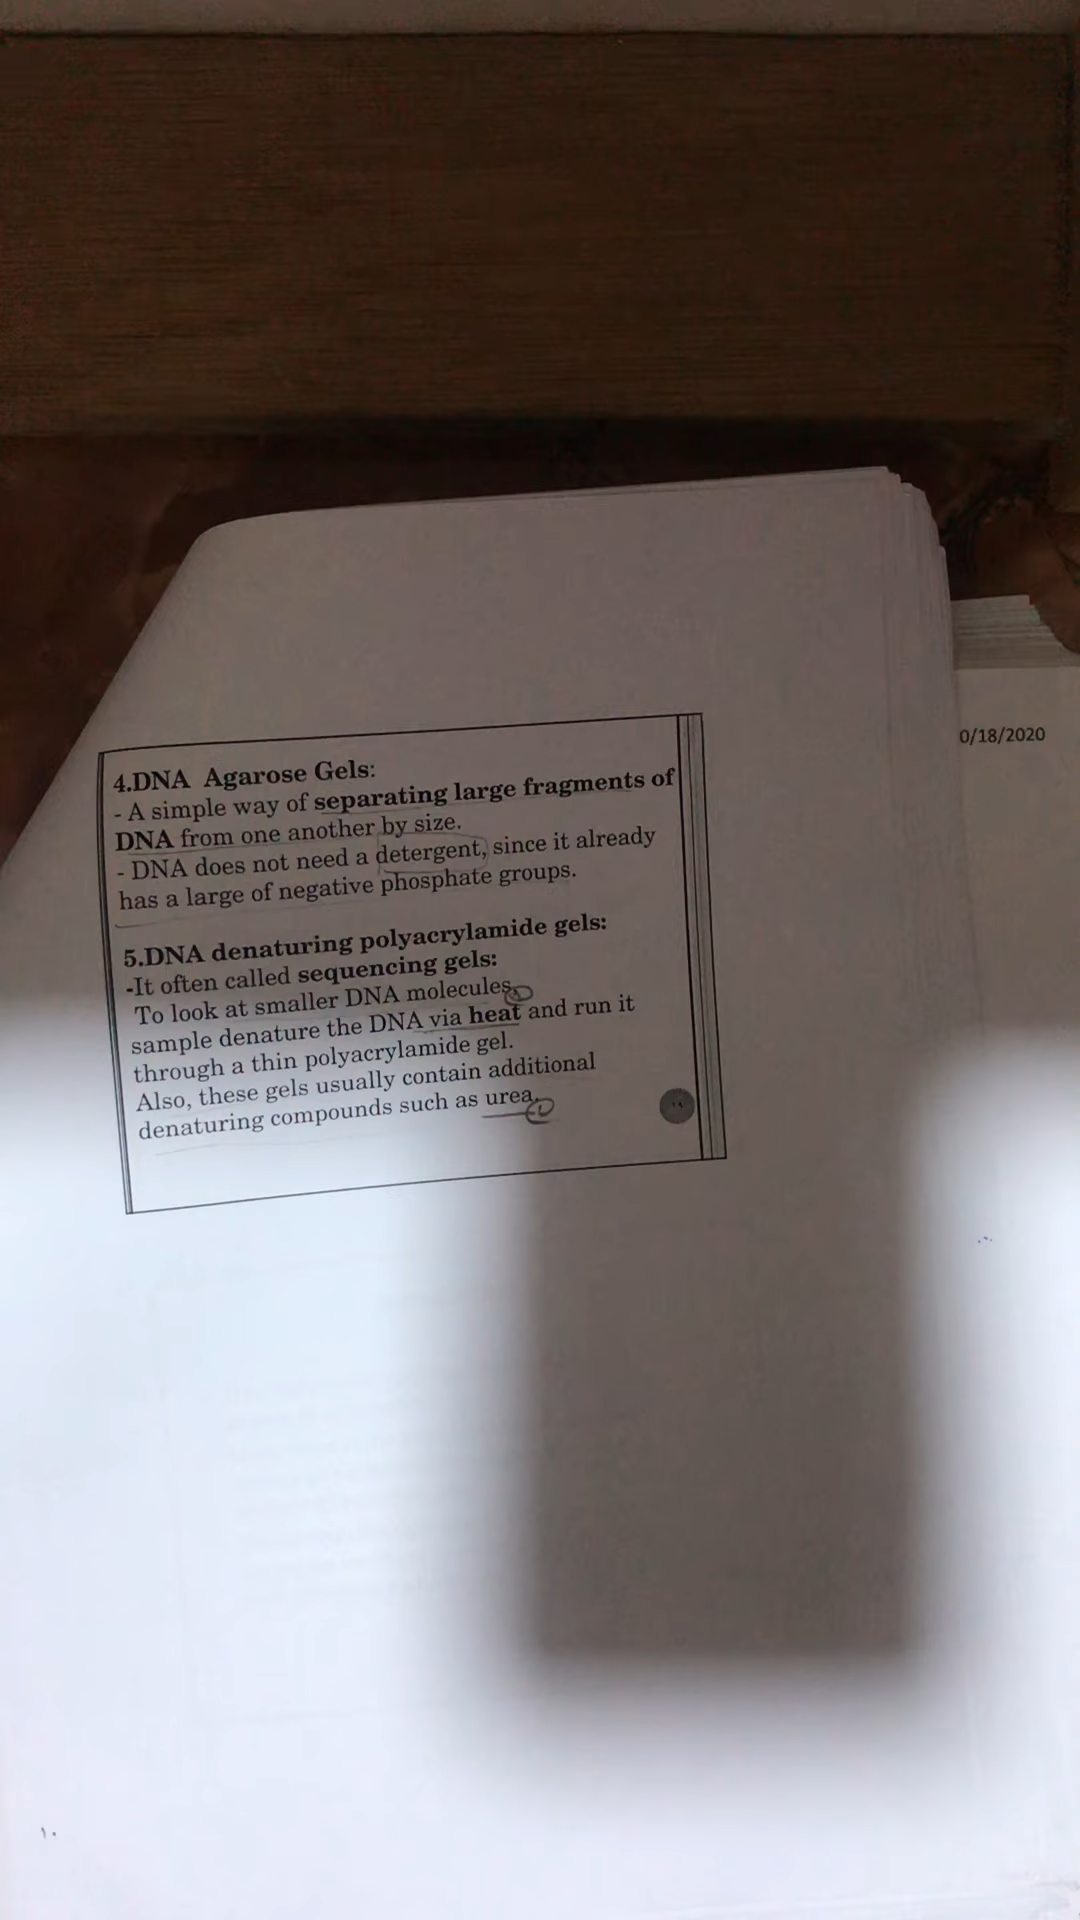 0/18/2020
4.DNA Agarose Gels:
- A simple way of separating large fragments of
DNA from one another by size.
- DNA does not need a detergent, since it already
has a large of negative phosphate groups.
5.DNA denaturing polyacrylamide gels:
-It often called sequencing gels:
To look at smaller DNA molecules
sample denature the DNA via heat and run it
through a thin polyacrylamide gel.
Also, these gels usually contain additional
denaturing compounds such as urea.
١٠